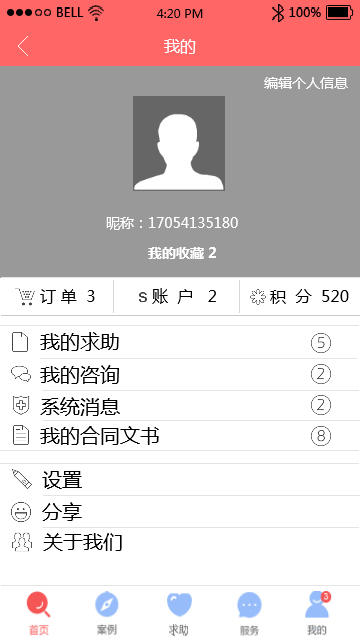 BELL 4:20 PM 100%
我的
编辑个人信息
昵称：17054135180
我的收藏 2
订单 3 S账户 2 积分 520
我的求助 5
我的咨询 2
系统消息 2
我的合同文书 8
设置
分享
关于我们
3
首页 案例 求助 服务 我的